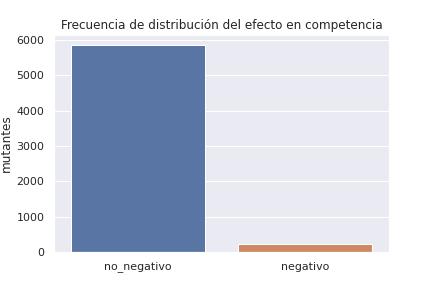 Frecuencia de distribución del efecto en competencia
6000
5000
4000
3000
2000
1000
0
mutantes
no_negativo
negativo